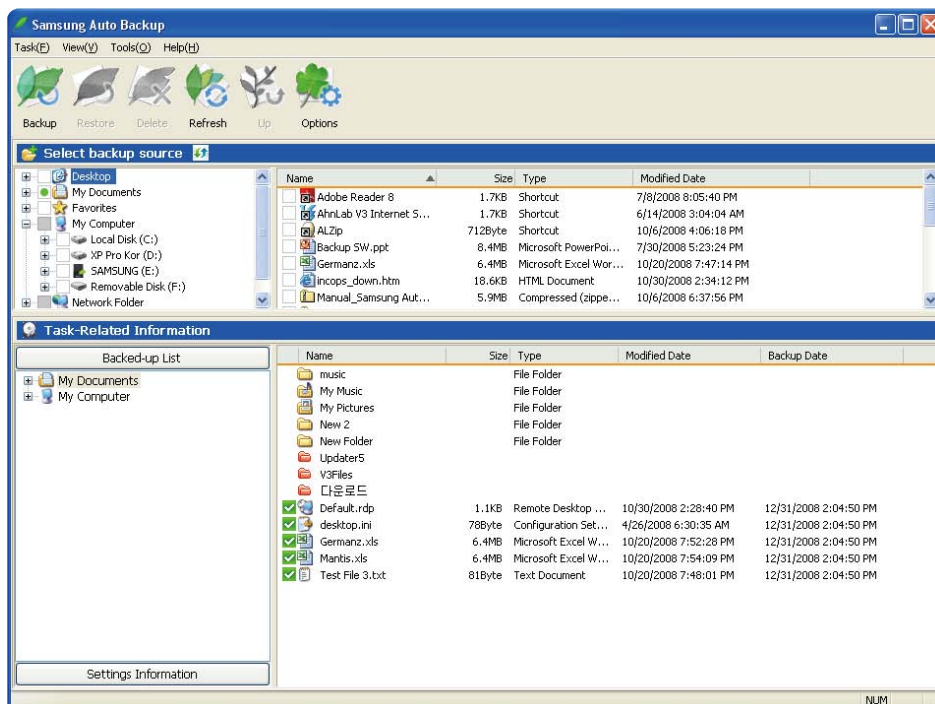 Samsung Auto Backup
Task(F) View(V) Tools(O) Help(H)
Backup Restore Delete Refresh Up Options
Select backup source
Desktop
My Documents
Favorites
My Computer
Local Disk (C:)
XP Pro Kor (D:)
SAMSUNG (E:)
Removable Disk (F:)
Network Folder
Name Size Type Modified Date
Adobe Reader 8 1.7KB Shortcut 7/8/2008 8:05:40 PM
AhnLab V3 Internet S... 1.7KB Shortcut 6/14/2008 3:04:04 AM
ALZip 712Byte Shortcut 10/6/2008 4:06:18 PM
Backup SW.ppt 8.4MB Microsoft PowerPoi... 7/30/2008 5:23:24 PM
Germanz.xls 6.4MB Microsoft Excel Wor... 10/20/2008 7:47:14 PM
incops_down.htm 18.6KB HTML Document 10/30/2008 2:34:12 PM
Manual_Samsung Aut... 5.9MB Compressed (zippe... 10/6/2008 6:37:56 PM
Task-Related Information
Backed-up List
My Documents
My Computer
Settings Information
Name Size Type Modified Date Backup Date
music File Folder
My Music File Folder
My Pictures File Folder
New 2 File Folder
New Folder File Folder
Updater5
V3Files
다운로드
Default.rdp 1.1KB Remote Desktop ... 10/30/2008 2:28:40 PM 12/31/2008 2:04:50 PM
desktop.ini 78Byte Configuration Set... 4/26/2008 6:30:35 AM 12/31/2008 2:04:50 PM
Germanz.xls 6.4MB Microsoft Excel W... 10/20/2008 7:52:28 PM 12/31/2008 2:04:50 PM
Mantis.xls 6.4MB Microsoft Excel W... 10/20/2008 7:54:09 PM 12/31/2008 2:04:50 PM
Test File 3.txt 81Byte Text Document 10/20/2008 7:48:01 PM 12/31/2008 2:04:50 PM
NUM